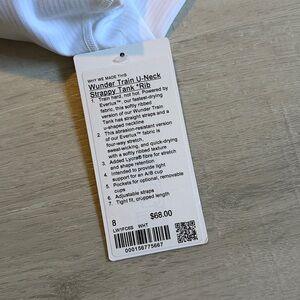 WHY WE MADE THIS
Wunder Train U-Neck
Strappy Tank *Rib
1. Train hard, not hot. Powered by
Everlux™, our fastest-drying
fabric, this softly ribbed
version of our Wunder Train
Tank has straight straps and a
u-shaped neckline
2. This abrasion-resistant version
of our Everlux™ fabric is
four-way stretch,
sweat-wicking, and quick-drying
with a softly ribbed texture
3. Added Lycra® fibre for stretch
and shape retention
4. Intended to provide light
support for an A/B cup
5. Pockets for optional, removable
cups
6. Adjustable straps
7. Tight fit, cropped length
8 $68.00
LW1FC6S WHT
000156775667